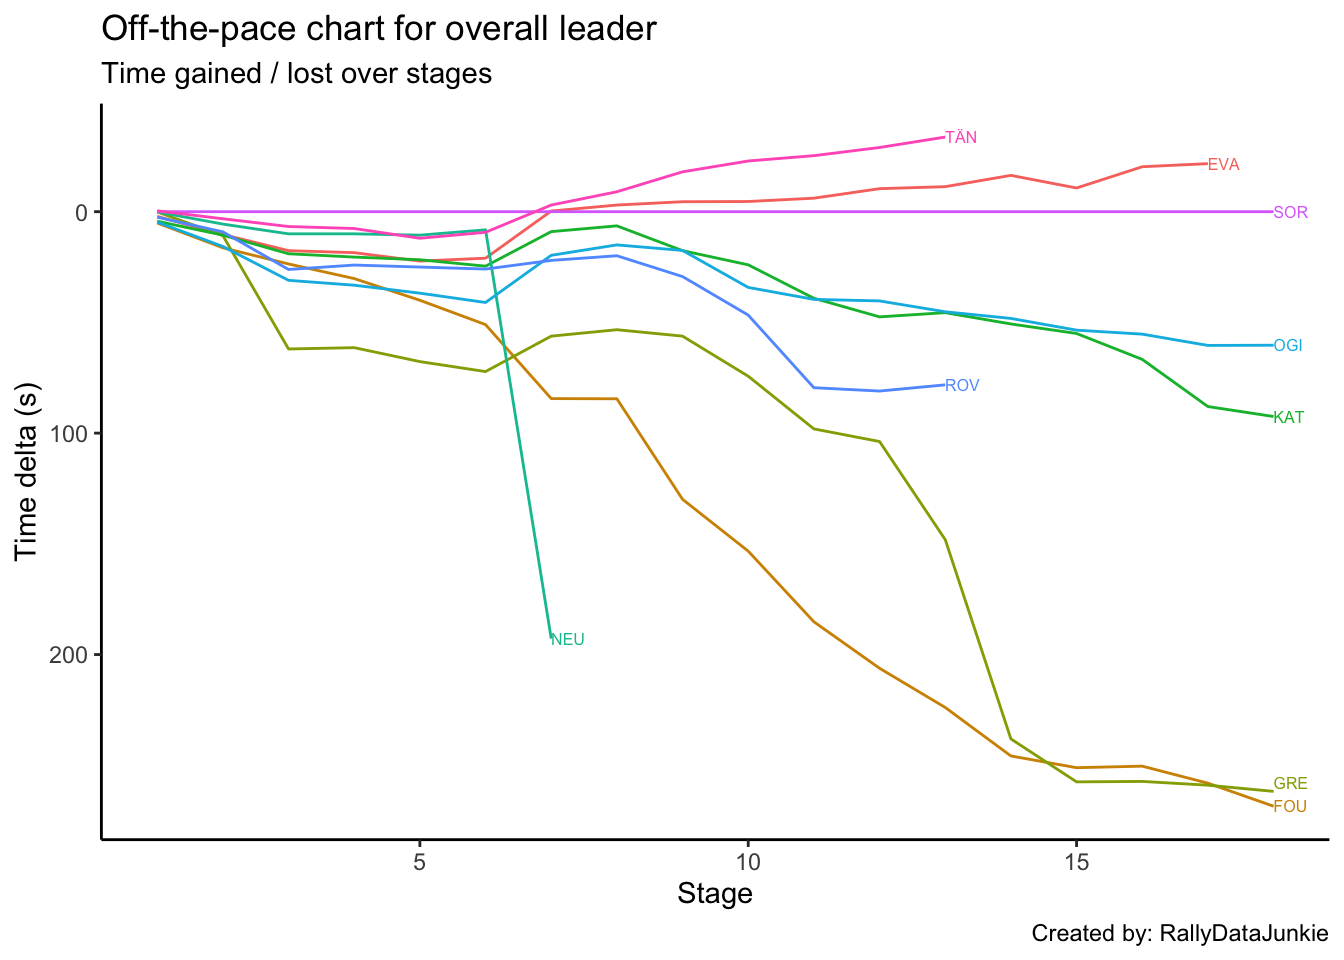 Off-the-pace chart for overall leader
Time gained / lost over stages
TÄN
EVA
0
SOR
OGI
ROV
KAT
100
Time delta (s)
NEU
200
GRE
FOU
5
10
15
Stage
Created by: RallyDataJunkie